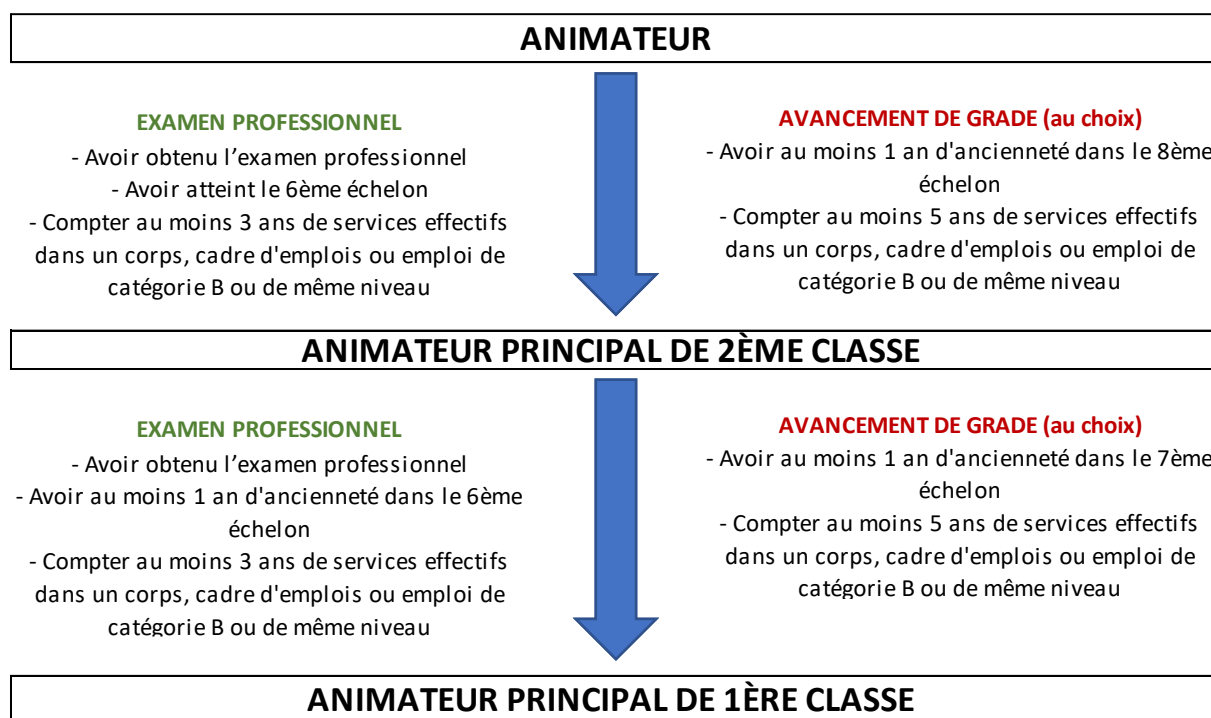 ANIMATEUR
EXAMEN PROFESSIONNEL
- Avoir obtenu l’examen professionnel
- Avoir atteint le 6ème échelon
- Compter au moins 3 ans de services effectifs
dans un corps, cadre d'emplois ou emploi de
catégorie B ou de même niveau
AVANCEMENT DE GRADE (au choix)
- Avoir au moins 1 an d'ancienneté dans le 8ème
échelon
- Compter au moins 5 ans de services effectifs
dans un corps, cadre d'emplois ou emploi de
catégorie B ou de même niveau
ANIMATEUR PRINCIPAL DE 2ÈME CLASSE
EXAMEN PROFESSIONNEL
- Avoir obtenu l’examen professionnel
- Avoir au moins 1 an d'ancienneté dans le 6ème
échelon
- Compter au moins 3 ans de services effectifs
dans un corps, cadre d'emplois ou emploi de
catégorie B ou de même niveau
AVANCEMENT DE GRADE (au choix)
- Avoir au moins 1 an d'ancienneté dans le 7ème
échelon
- Compter au moins 5 ans de services effectifs
dans un corps, cadre d'emplois ou emploi de
catégorie B ou de même niveau
ANIMATEUR PRINCIPAL DE 1ÈRE CLASSE